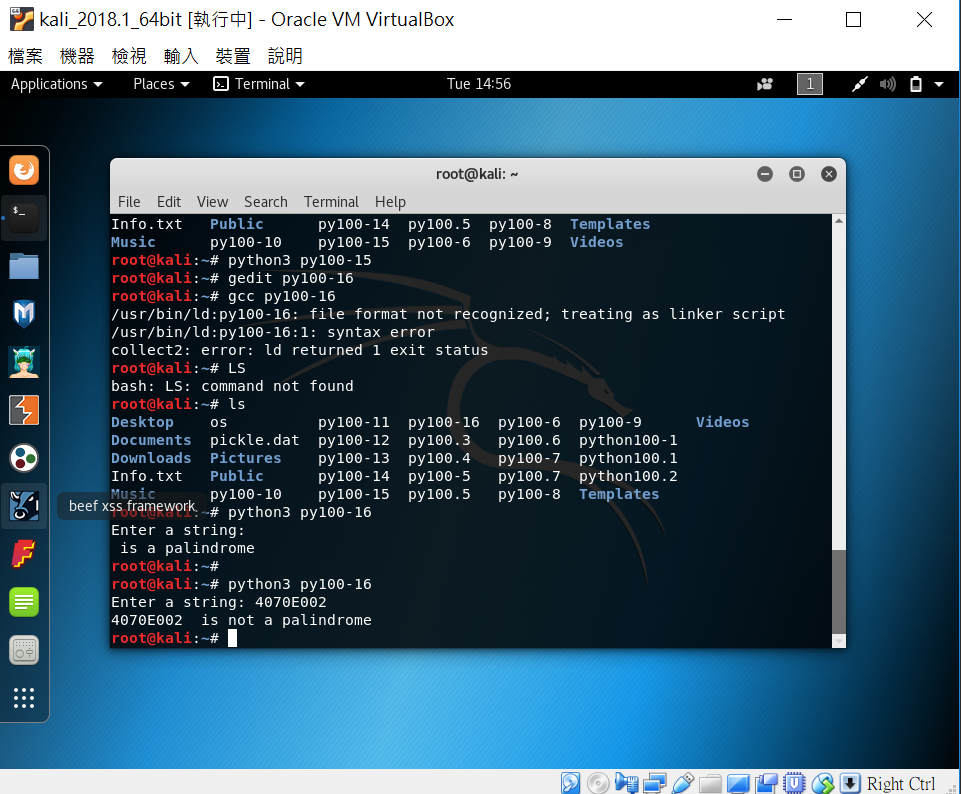 kali_2018.1_64bit [執行中] - Oracle VM VirtualBox
檔案 機器 檢視 輸入 裝置 說明
Applications Places Terminal Tue 14:56 1
root@kali: ~
File Edit View Search Terminal Help
Info.txt Public py100-14 py100.5 py100-8 Templates
Music py100-10 py100-15 py100-6 py100-9 Videos
root@kali:~# python3 py100-15
root@kali:~# gedit py100-16
root@kali:~# gcc py100-16
/usr/bin/ld:py100-16: file format not recognized; treating as linker script
/usr/bin/ld:py100-16:1: syntax error
collect2: error: ld returned 1 exit status
root@kali:~# LS
bash: LS: command not found
root@kali:~# ls
Desktop os py100-11 py100-16 py100-6 py100-9 Videos
Documents pickle.dat py100-12 py100.3 py100.6 python100-1
Downloads Pictures py100-13 py100.4 py100-7 python100.1
Info.txt Public py100-14 py100-5 py100.7 python100.2
Music py100-10 py100-15 py100.5 py100-8 Templates
beef xss framework
root@kali:~# python3 py100-16
Enter a string:
is a palindrome
root@kali:~#
root@kali:~# python3 py100-16
Enter a string: 4070E002
4070E002 is not a palindrome
root@kali:~#
Right Ctrl